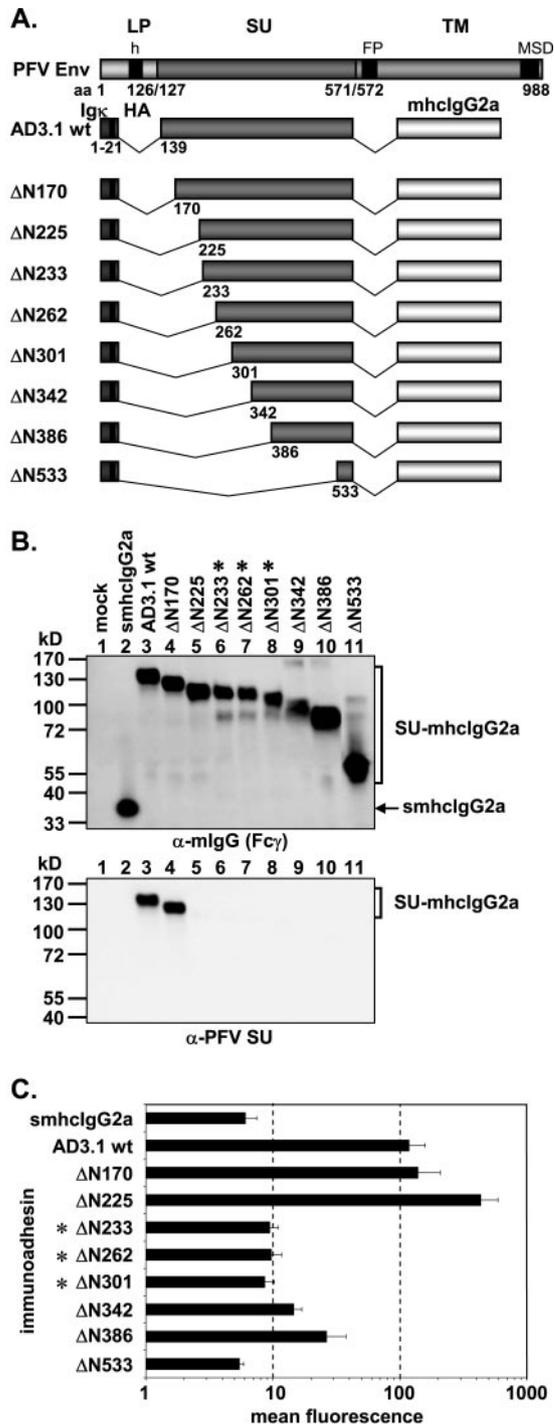 A.
LP SU TM
h FP MSD
PFV Env
aa 1 126/127 571/572 988
Igκ HA mhcIgG2a
AD3.1 wt
1-21 139
ΔN170
170
ΔN225
225
ΔN233
233
ΔN262
262
ΔN301
301
ΔN342
342
ΔN386
386
ΔN533
533
B.
mock smhcIgG2a AD3.1 wt ΔN170 ΔN225 ΔN233 * ΔN262 * ΔN301 * ΔN342 ΔN386 ΔN533
kD 1 2 3 4 5 6 7 8 9 10 11
170
130
100
72
55
40
33
SU-mhcIgG2a
smhcIgG2a
α-mIgG (Fcγ)
kD 1 2 3 4 5 6 7 8 9 10 11
170
130
100
72
55
40
SU-mhcIgG2a
α-PFV SU
C.
immunoadhesin
smhcIgG2a
AD3.1 wt
ΔN170
ΔN225
* ΔN233
* ΔN262
* ΔN301
ΔN342
ΔN386
ΔN533
1 10 100 1000
mean fluorescence